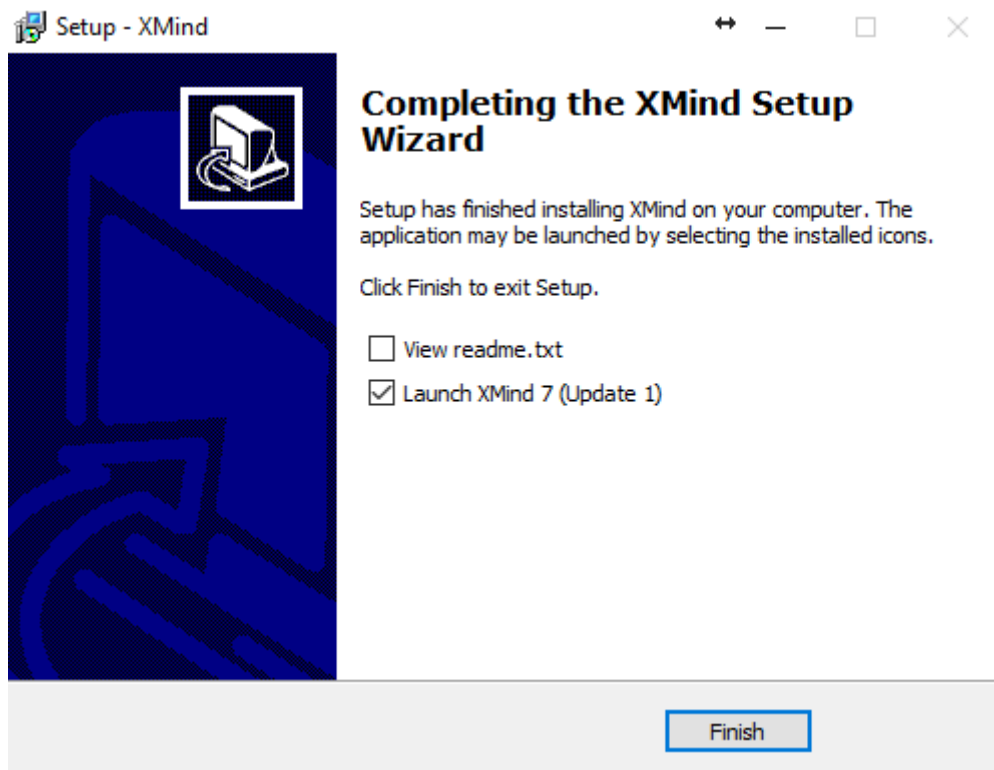 Setup - XMind
Completing the XMind Setup
Wizard
Setup has finished installing XMind on your computer. The
application may be launched by selecting the installed icons.
Click Finish to exit Setup.
View readme.txt
Launch XMind 7 (Update 1)
Finish